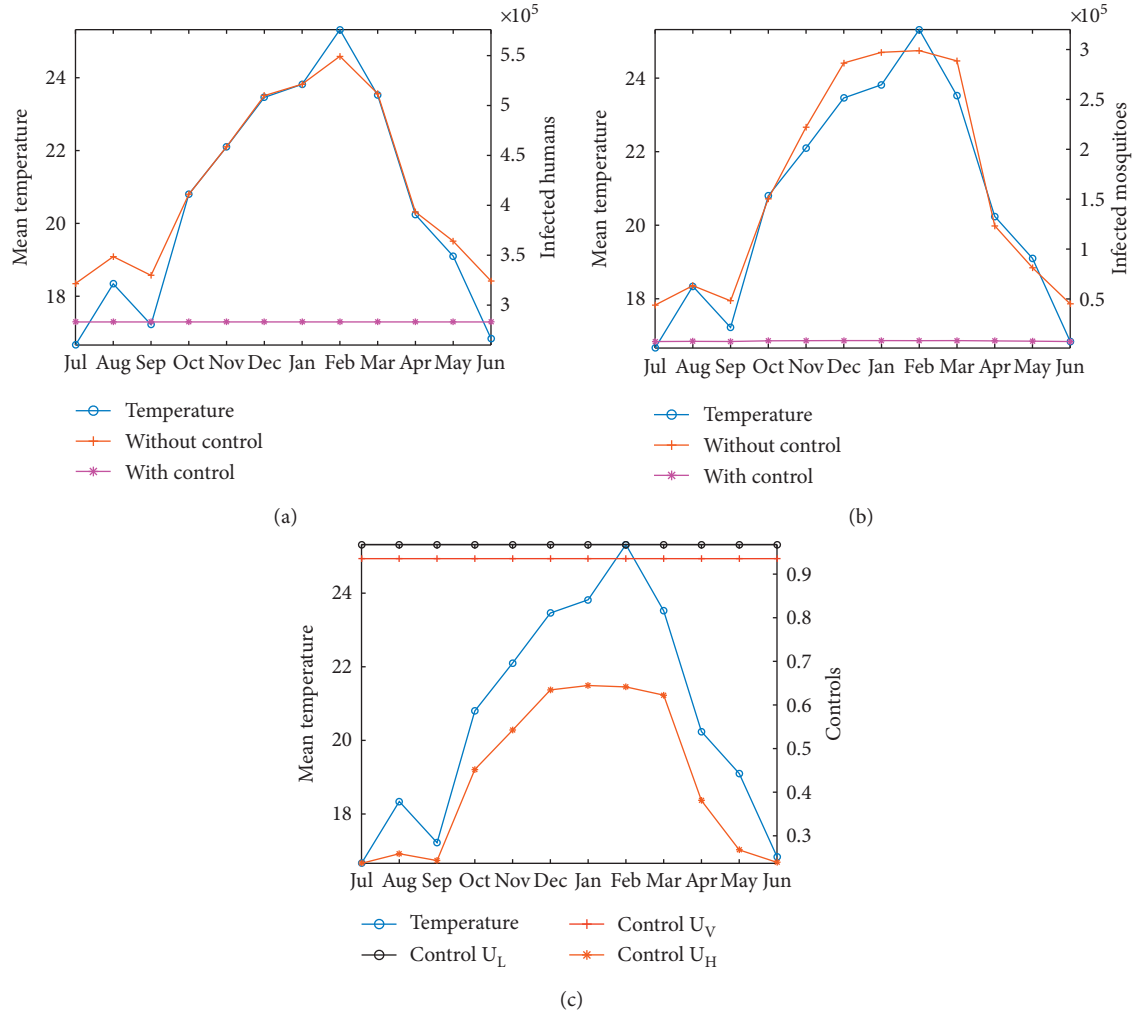 ×10⁵
Mean temperature
24
22
20
18
5.5
5
4.5
4
3.5
3
Infected humans
Jul Aug Sep Oct Nov Dec Jan Feb Mar Apr May Jun
Temperature
Without control
With control
(a)
×10⁵
Mean temperature
24
22
20
18
3
2.5
2
1.5
1
0.5
Infected mosquitoes
Jul Aug Sep Oct Nov Dec Jan Feb Mar Apr May Jun
Temperature
Without control
With control
(b)
Mean temperature
24
22
20
18
0.9
0.8
0.7
0.6
0.5
0.4
0.3
Controls
Jul Aug Sep Oct Nov Dec Jan Feb Mar Apr May Jun
Temperature
Control U_L
Control U_V
Control U_H
(c)